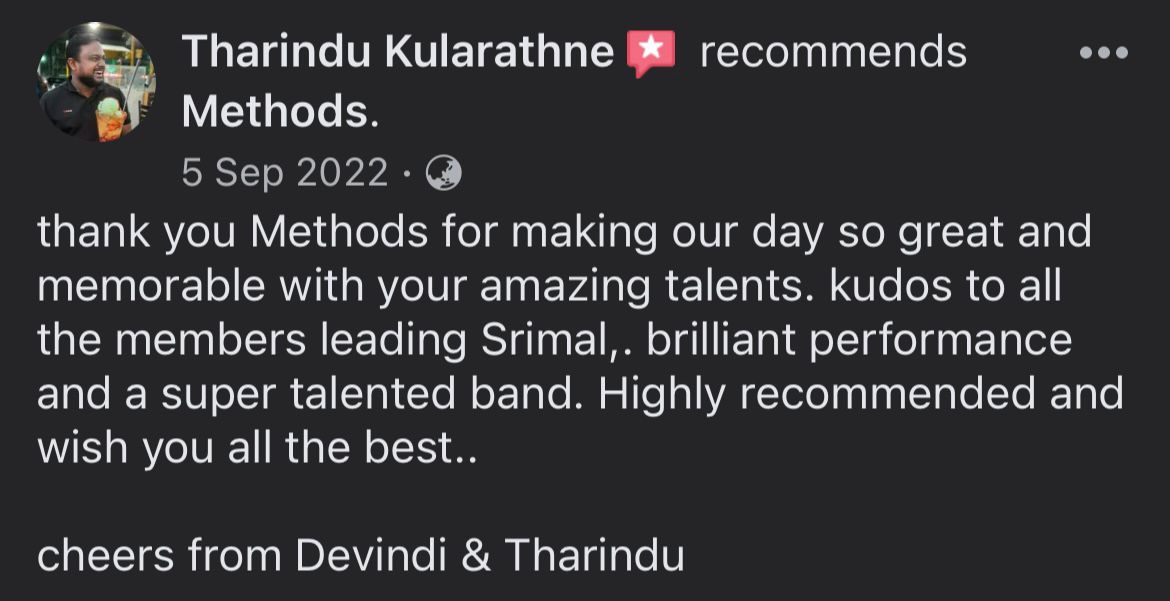 Tharindu Kularathne recommends
Methods.
5 Sep 2022 ·
thank you Methods for making our day so great and
memorable with your amazing talents. kudos to all
the members leading Srimal,. brilliant performance
and a super talented band. Highly recommended and
wish you all the best..
cheers from Devindi & Tharindu